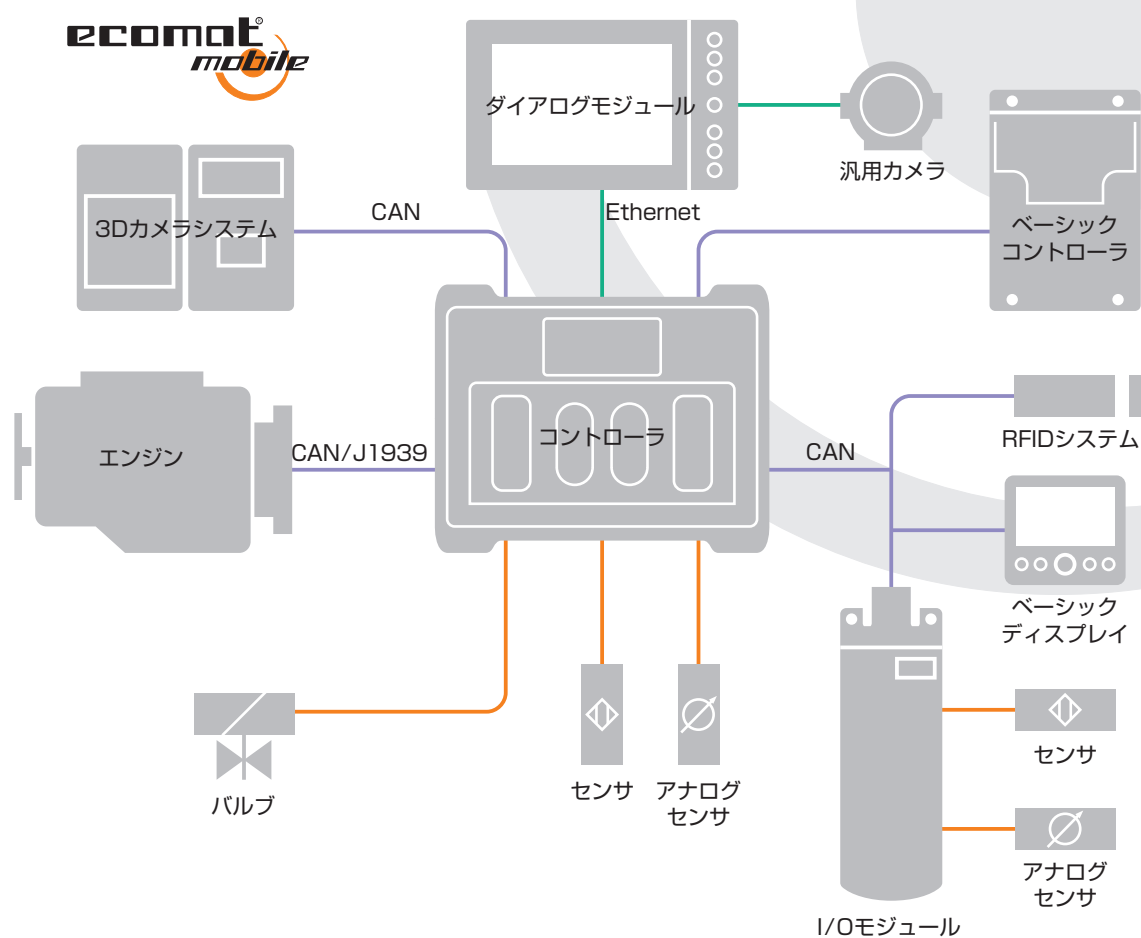 ecomat®
mobile
ダイアログモジュール
汎用カメラ
3Dカメラシステム
CAN
Ethernet
ベーシック
コントローラ
エンジン
CAN/J1939
コントローラ
CAN
RFIDシステム
ベーシック
ディスプレイ
バルブ
センサ
アナログ
センサ
センサ
アナログ
センサ
I/Oモジュール